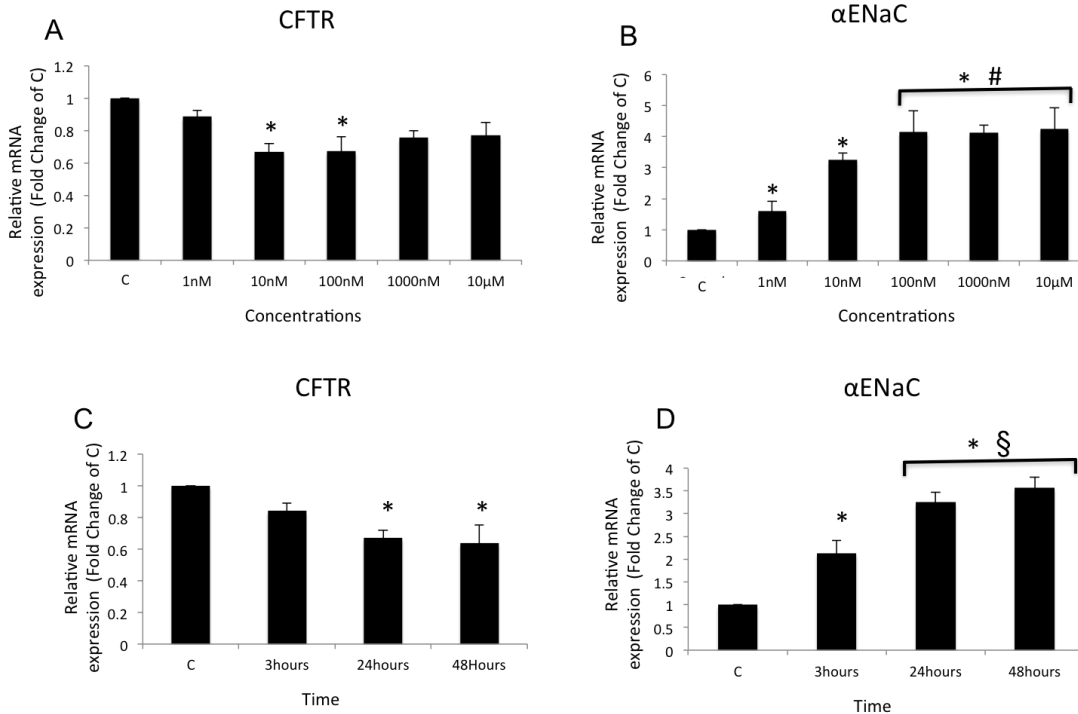 CFTR
A
Relative mRNA
expression (Fold Change of C)
1.2
1
0.8
0.6
0.4
0.2
0
*
*
C 1nM 10nM 100nM 1000nM 10µM
Concentrations
αENaC
B
Relative mRNA
expression (Fold Change of C)
6
5
4
3
2
1
0
*
*
* #
C 1nM 10nM 100nM 1000nM 10µM
Concentrations
CFTR
C
Relative mRNA
expression (Fold Change of C)
1.2
1
0.8
0.6
0.4
0.2
0
*
*
C 3hours 24hours 48Hours
Time
αENaC
D
Relative mRNA
expression (Fold Change of C)
4
3.5
3
2.5
2
1.5
1
0.5
0
*
* §
C 3hours 24hours 48hours
Time